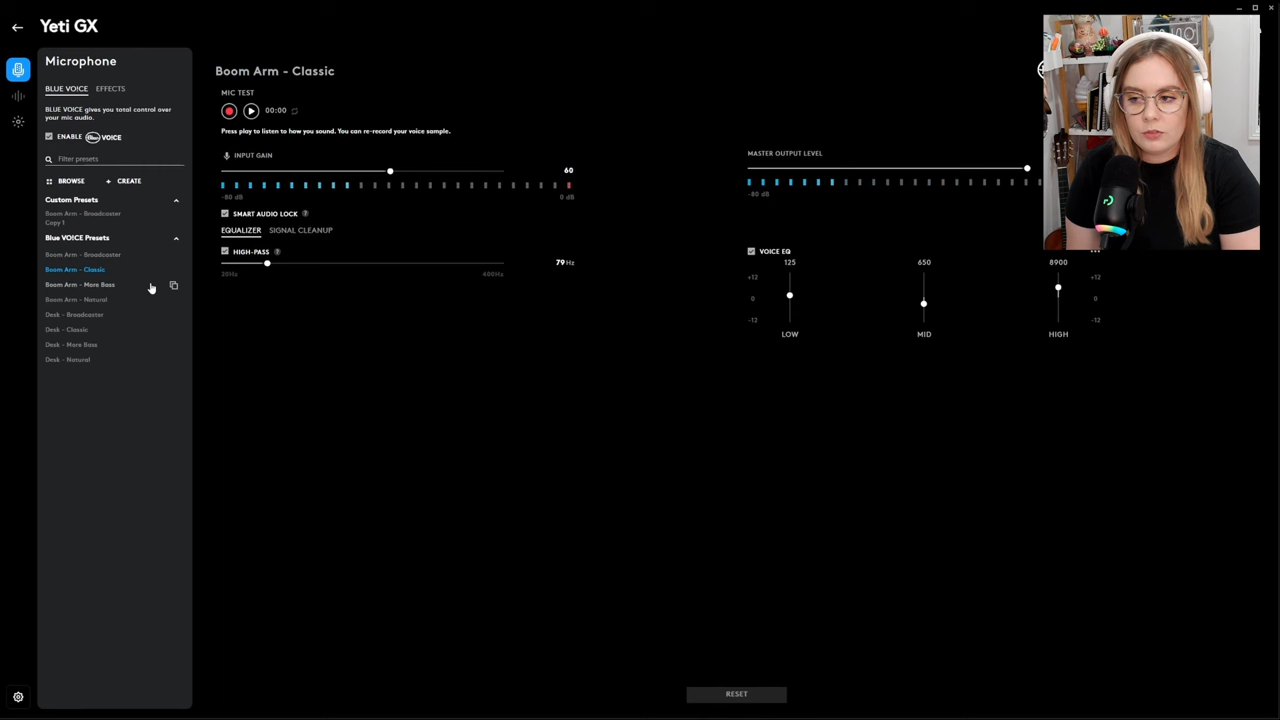 Yeti GX
Microphone
BLUE VOICE
EFFECTS
BLUE VOICE gives you total control over
your mic audio.
ENABLE Blue VOICE
Filter presets
BROWSE
+ CREATE
Custom Presets
Boom Arm - Broadcaster
Copy 1
Blue VOICE Presets
Boom Arm - Broadcaster
Boom Arm - Classic
Boom Arm - More Bass
Boom Arm - Natural
Desk - Broadcaster
Desk - Classic
Desk - More Bass
Desk - Natural
Boom Arm - Classic
MIC TEST
00:00
Press play to listen to how you sound. You can re-record your voice sample.
INPUT GAIN
60
-80 dB
0 dB
SMART AUDIO LOCK ?
EQUALIZER
SIGNAL CLEANUP
HIGH-PASS ?
79 Hz
20Hz
400Hz
MASTER OUTPUT LEVEL
-80 dB
VOICE EQ
125
650
8900
+12
+12
0
0
-12
-12
LOW
MID
HIGH
RESET